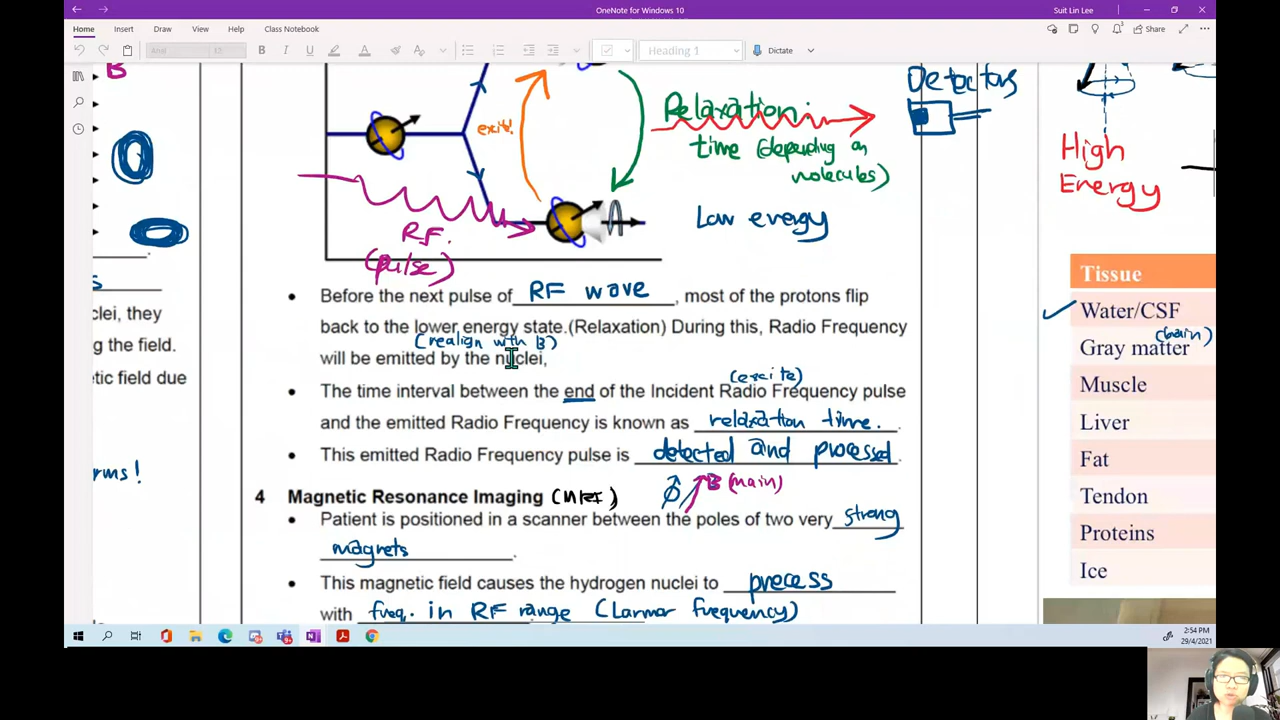 OneNote for Windows 10
Suit Lin Lee
Home Insert Draw View Help Class Notebook
Share
Heading 1
Dictate
B
Detectors
Relaxation:
excite!
time (depending on
molecules)
High
Energy
Low energy
RF.
(pulse)
Tissue
Before the next pulse of RF wave, most of the protons flip
Water/CSF
clei, they
back to the lower energy state.(Relaxation) During this, Radio Frequency
(brain)
(realign with B)
g the field.
will be emitted by the nuclei,
Gray matter
etic field due
(excite)
The time interval between the end of the Incident Radio Frequency pulse
Muscle
and the emitted Radio Frequency is known as relaxation time.
Liver
This emitted Radio Frequency pulse is detected and processed.
Fat
rms!
B (main)
4 Magnetic Resonance Imaging (MRI)
Tendon
Patient is positioned in a scanner between the poles of two very strong
Proteins
magnets.
Ice
This magnetic field causes the hydrogen nuclei to precess
with freq. in RF range (Larmor frequency)
2:54 PM
29/4/2021